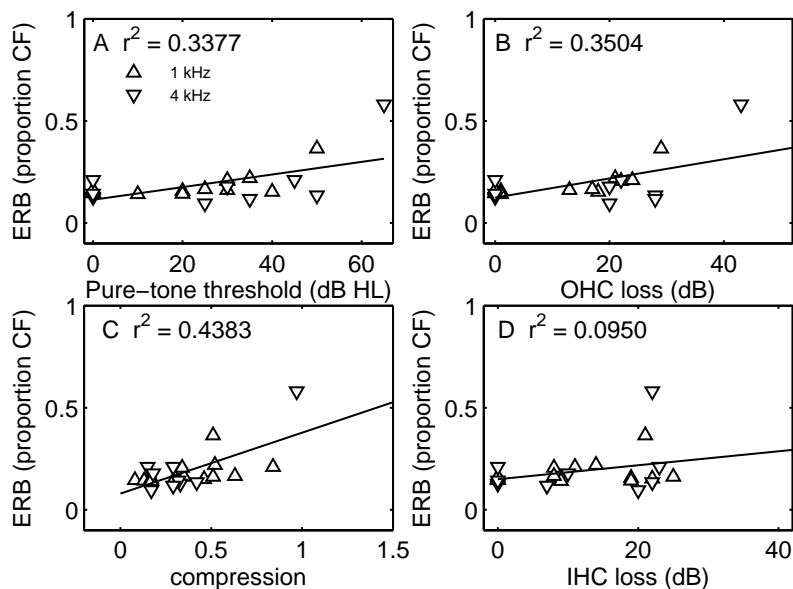 A r² = 0.3377
1 kHz
4 kHz
ERB (proportion CF)
1
0.5
0
0 20 40 60
Pure−tone threshold (dB HL)
B r² = 0.3504
ERB (proportion CF)
1
0.5
0
0 20 40
OHC loss (dB)
C r² = 0.4383
ERB (proportion CF)
1
0.5
0
0 0.5 1 1.5
compression
D r² = 0.0950
ERB (proportion CF)
1
0.5
0
0 20 40
IHC loss (dB)